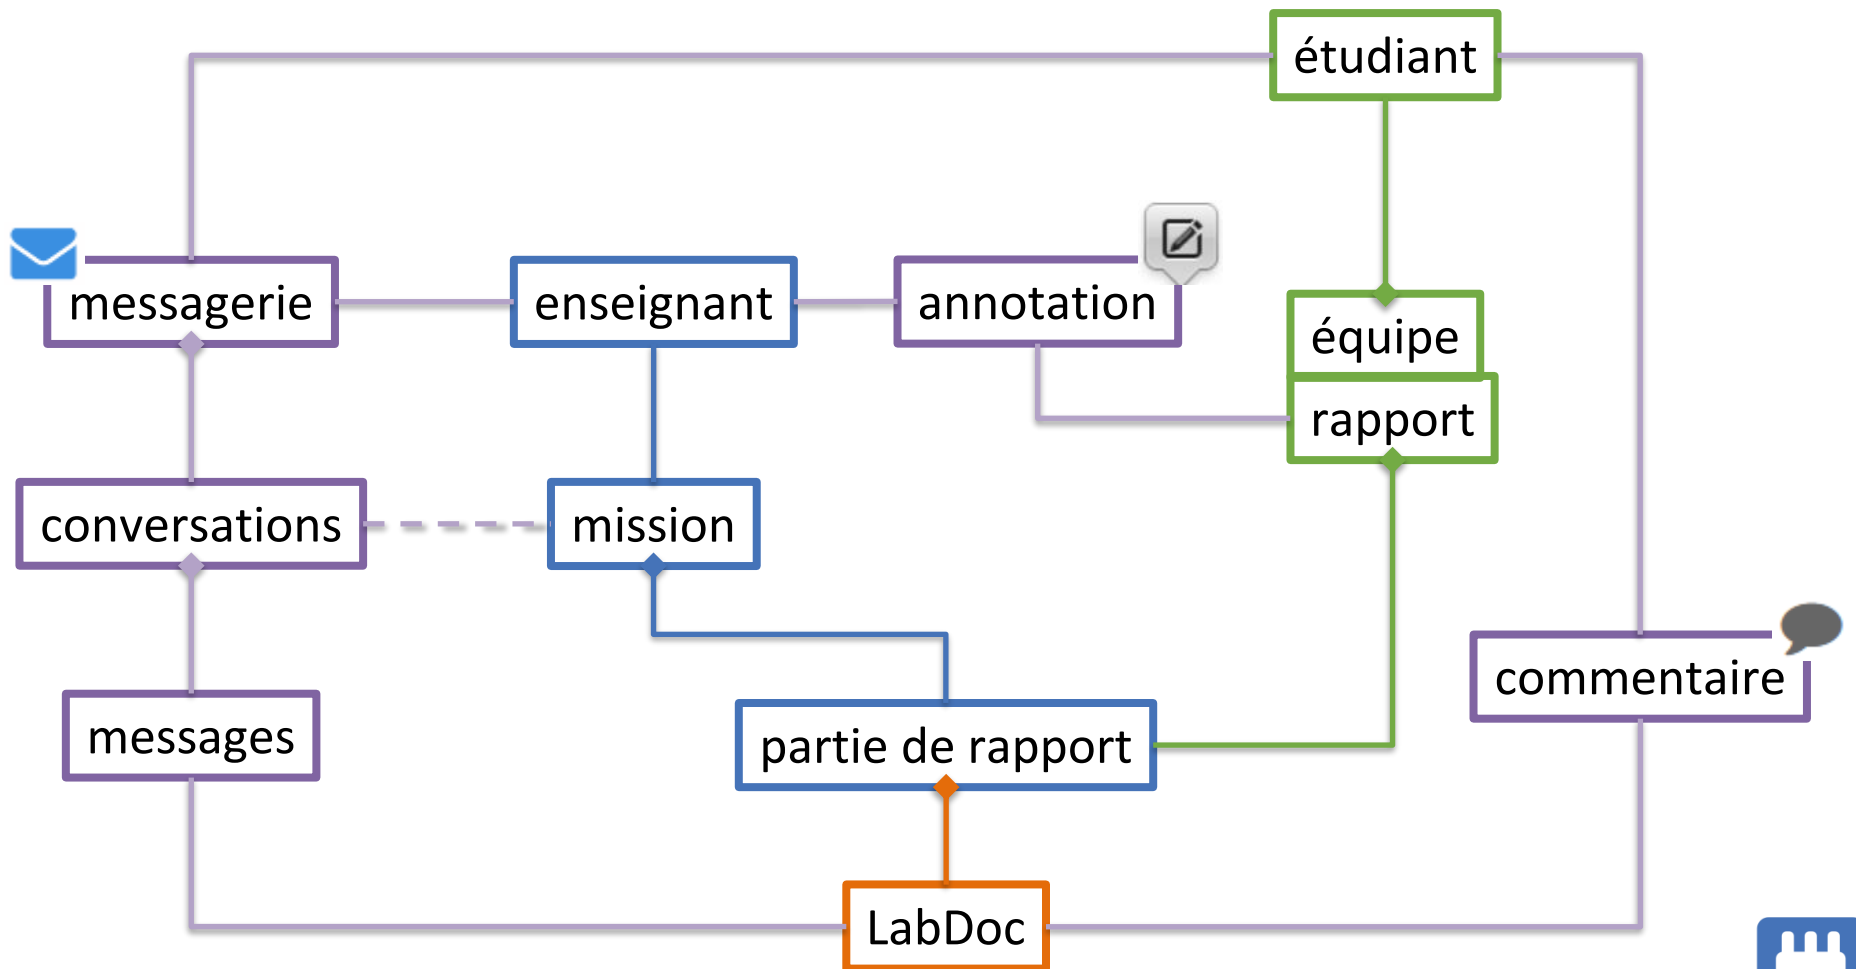 étudiant
messagerie
enseignant
annotation
équipe
rapport
conversations
mission
commentaire
messages
partie de rapport
LabDoc